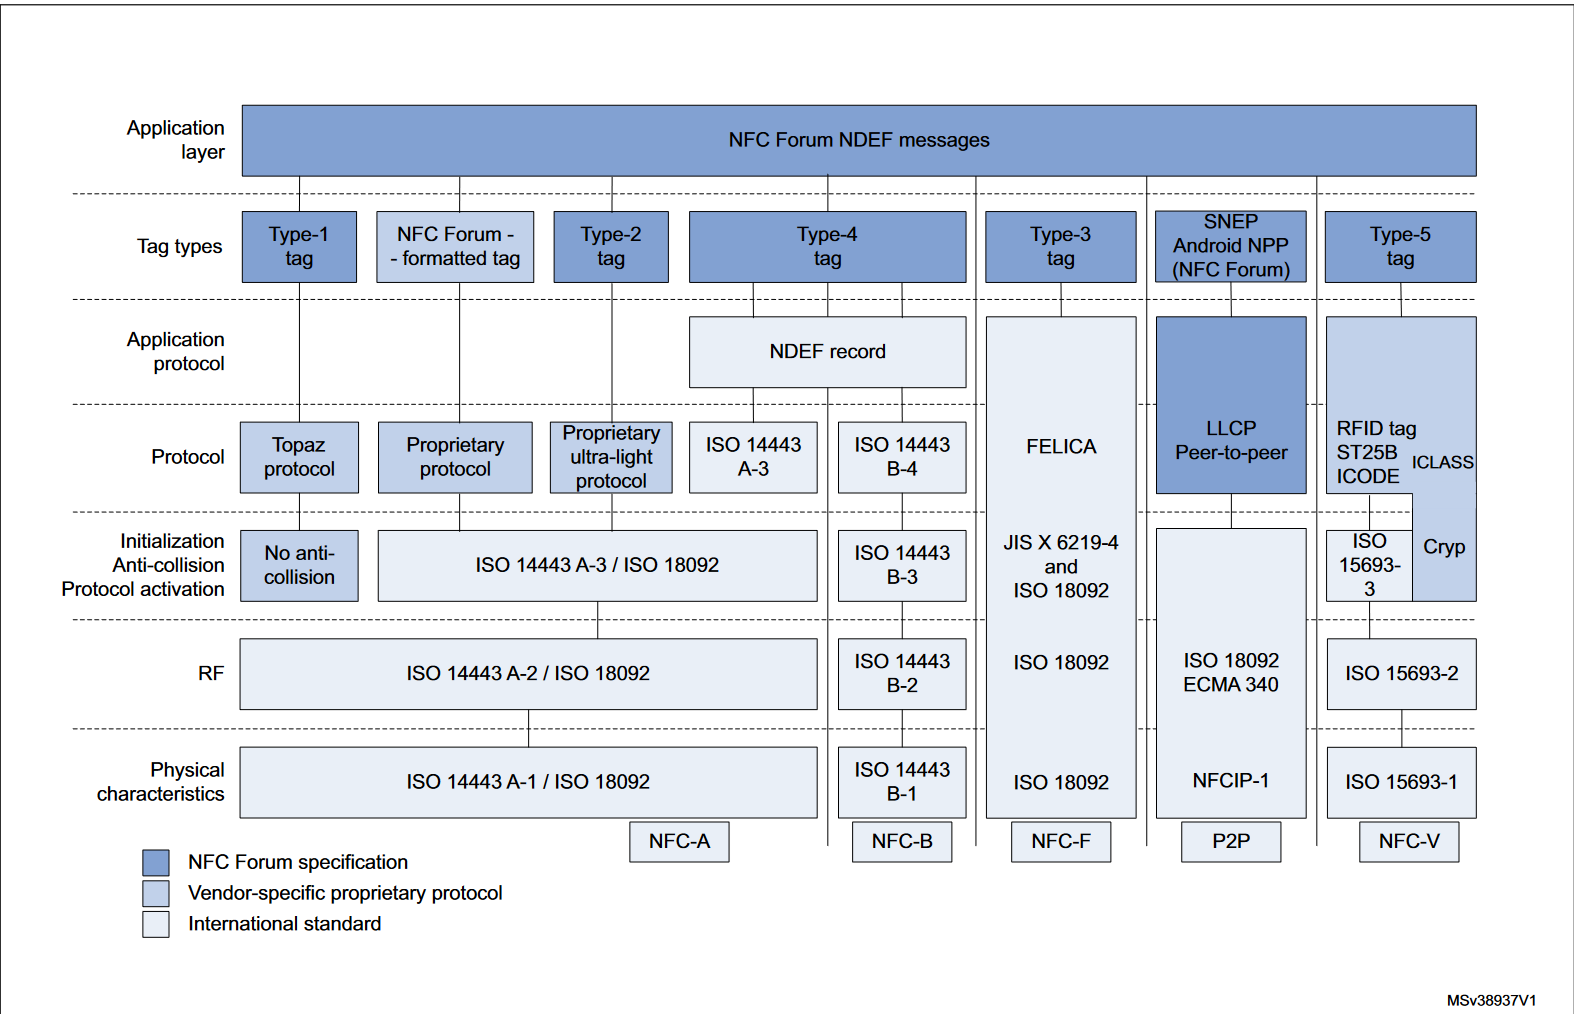 Application
layer
NFC Forum NDEF messages
Tag types
Type-1
tag
NFC Forum -
- formatted tag
Type-2
tag
Type-4
tag
Type-3
tag
SNEP
Android NPP
(NFC Forum)
Type-5
tag
Application
protocol
NDEF record
Protocol
Topaz
protocol
Proprietary
protocol
Proprietary
ultra-light
protocol
ISO 14443
A-3
ISO 14443
B-4
FELICA
LLCP
Peer-to-peer
RFID tag
ST25B
ICODE
ICLASS
Initialization
Anti-collision
Protocol activation
No anti-
collision
ISO 14443 A-3 / ISO 18092
ISO 14443
B-3
JIS X 6219-4
and
ISO 18092
ISO
15693-
3
Cryp
RF
ISO 14443 A-2 / ISO 18092
ISO 14443
B-2
ISO 18092
ISO 18092
ECMA 340
ISO 15693-2
Physical
characteristics
ISO 14443 A-1 / ISO 18092
ISO 14443
B-1
ISO 18092
NFCIP-1
ISO 15693-1
NFC-A
NFC-B
NFC-F
P2P
NFC-V
NFC Forum specification
Vendor-specific proprietary protocol
International standard
MSv38937V1